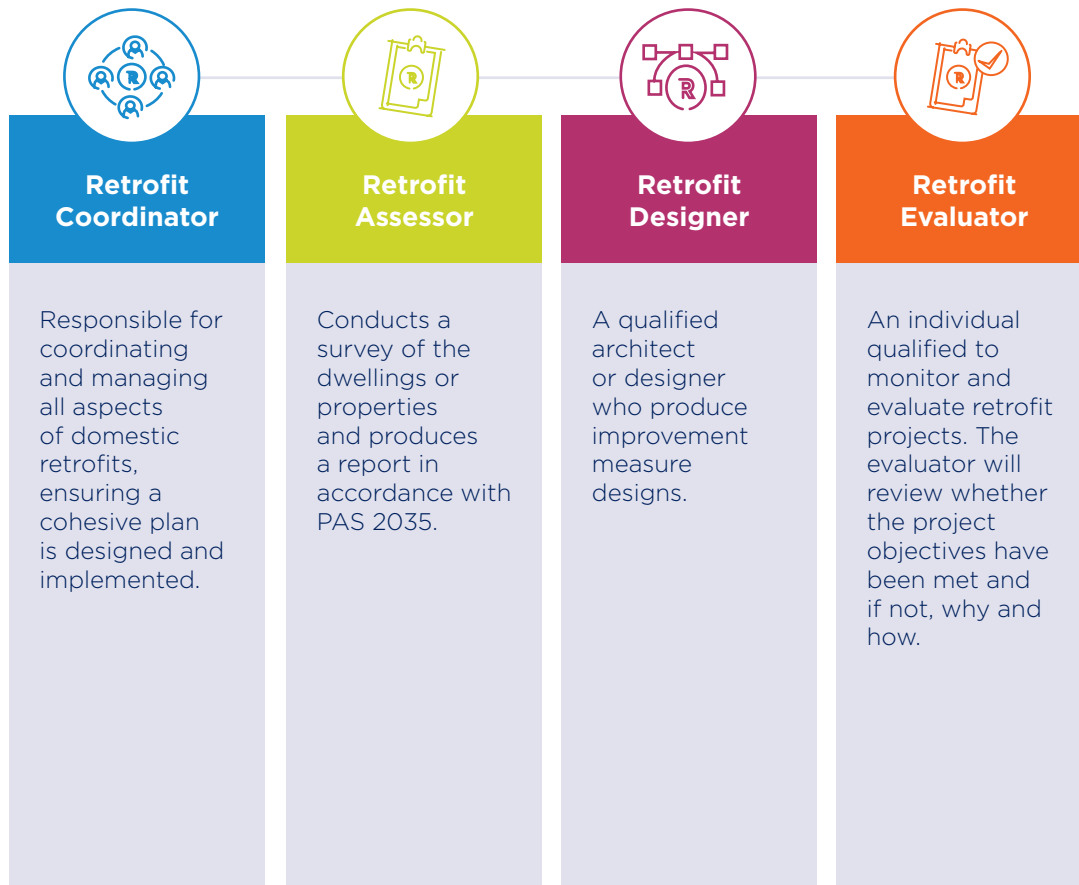 Retrofit
Coordinator
Responsible for
coordinating
and managing
all aspects
of domestic
retrofits,
ensuring a
cohesive plan
is designed and
implemented.
Retrofit
Assessor
Conducts a
survey of the
dwellings or
properties
and produces
a report in
accordance with
PAS 2035.
Retrofit
Designer
A qualified
architect
or designer
who produce
improvement
measure
designs.
Retrofit
Evaluator
An individual
qualified to
monitor and
evaluate retrofit
projects. The
evaluator will
review whether
the project
objectives have
been met and
if not, why and
how.